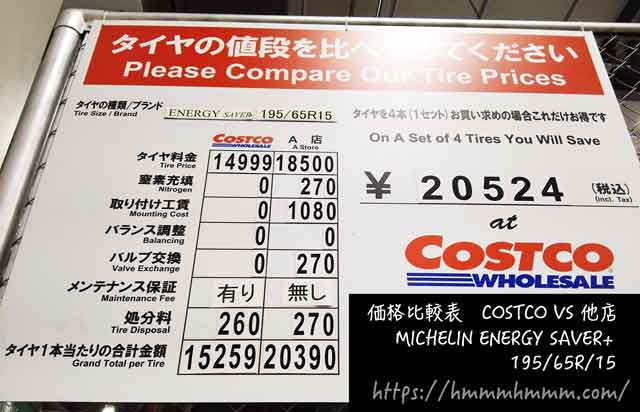 タイヤの値段を比べてください
Please Compare Our Tire Prices
タイヤの種類/ブランド
Tire Size / Brand
ENERGY SAVER+ 195/65R15
タイヤを4本(1セット)お買い求めの場合これだけお得です
On A Set of 4 Tires You Will Save
COSTCO WHOLESALE A 店 A Store
タイヤ料金 Tire Price 14999 18500
窒素充填 Nitrogen 0 270
取り付け工賃 Mounting Cost 0 1080
バランス調整 Balancing 0 0
バルブ交換 Valve Exchange 0 270
メンテナンス保証 Maintenance Fee 有り 無し
処分料 Tire Disposal 260 270
タイヤ1本当たりの合計金額 Grand Total per Tire 15259 20390
¥ 20524 (税込) (incl. Tax)
at
COSTCO
WHOLESALE
価格比較表 COSTCO VS 他店
MICHELIN ENERGY SAVER+
195/65R/15
https://hmmmhmmm.com/